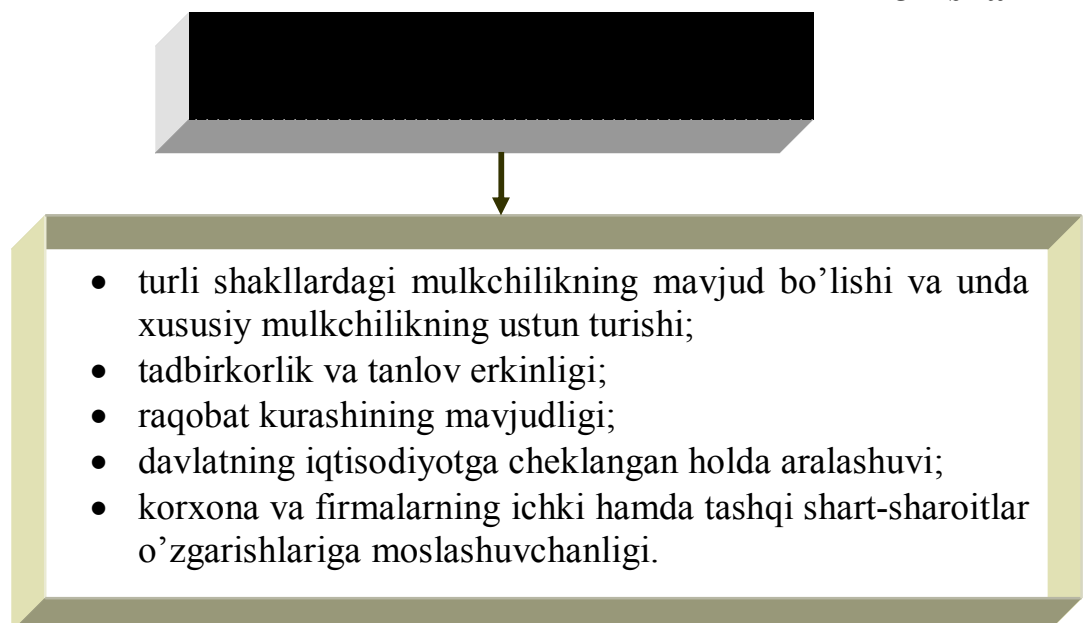 • turli shakllardagi mulkchilikning mavjud bo’lishi va unda
xususiy mulkchilikning ustun turishi;
• tadbirkorlik va tanlov erkinligi;
• raqobat kurashining mavjudligi;
• davlatning iqtisodiyotga cheklangan holda aralashuvi;
• korxona va firmalarning ichki hamda tashqi shart-sharoitlar
o’zgarishlariga moslashuvchanligi.